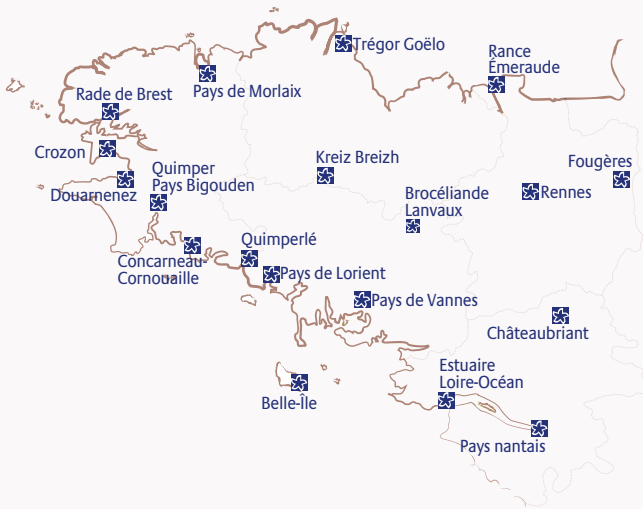 Trégor Goëlo
Rance
Émeraude
Pays de Morlaix
Rade de Brest
Crozon
Kreiz Breizh
Fougères
Quimper
Pays Bigouden
Douarnenez
Brocéliande
Lanvaux
Rennes
Quimperlé
Concarneau-
Cornouaille
Pays de Lorient
Pays de Vannes
Châteaubriant
Estuaire
Loire-Océan
Belle-Île
Pays nantais